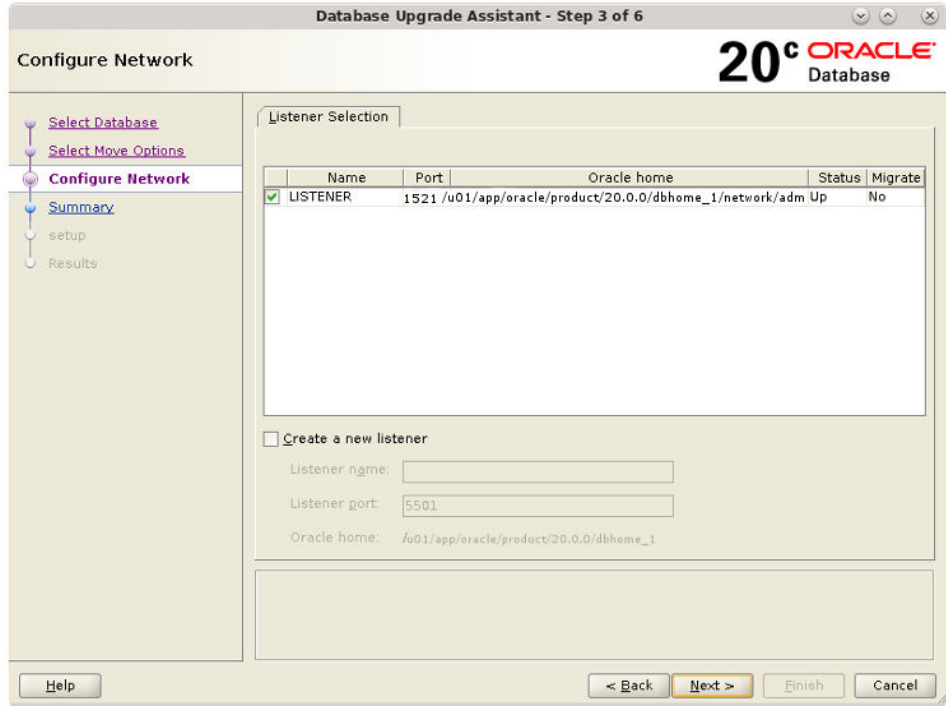 Database Upgrade Assistant - Step 3 of 6
Configure Network
20c ORACLE Database
Select Database
Select Move Options
Configure Network
Summary
setup
Results
Listener Selection
Name Port Oracle home Status Migrate
LISTENER 1521 /u01/app/oracle/product/20.0.0/dbhome_1/network/adm Up No
Create a new listener
Listener name:
Listener port: 5501
Oracle home: /u01/app/oracle/product/20.0.0/dbhome_1
Help < Back Next > Finish Cancel